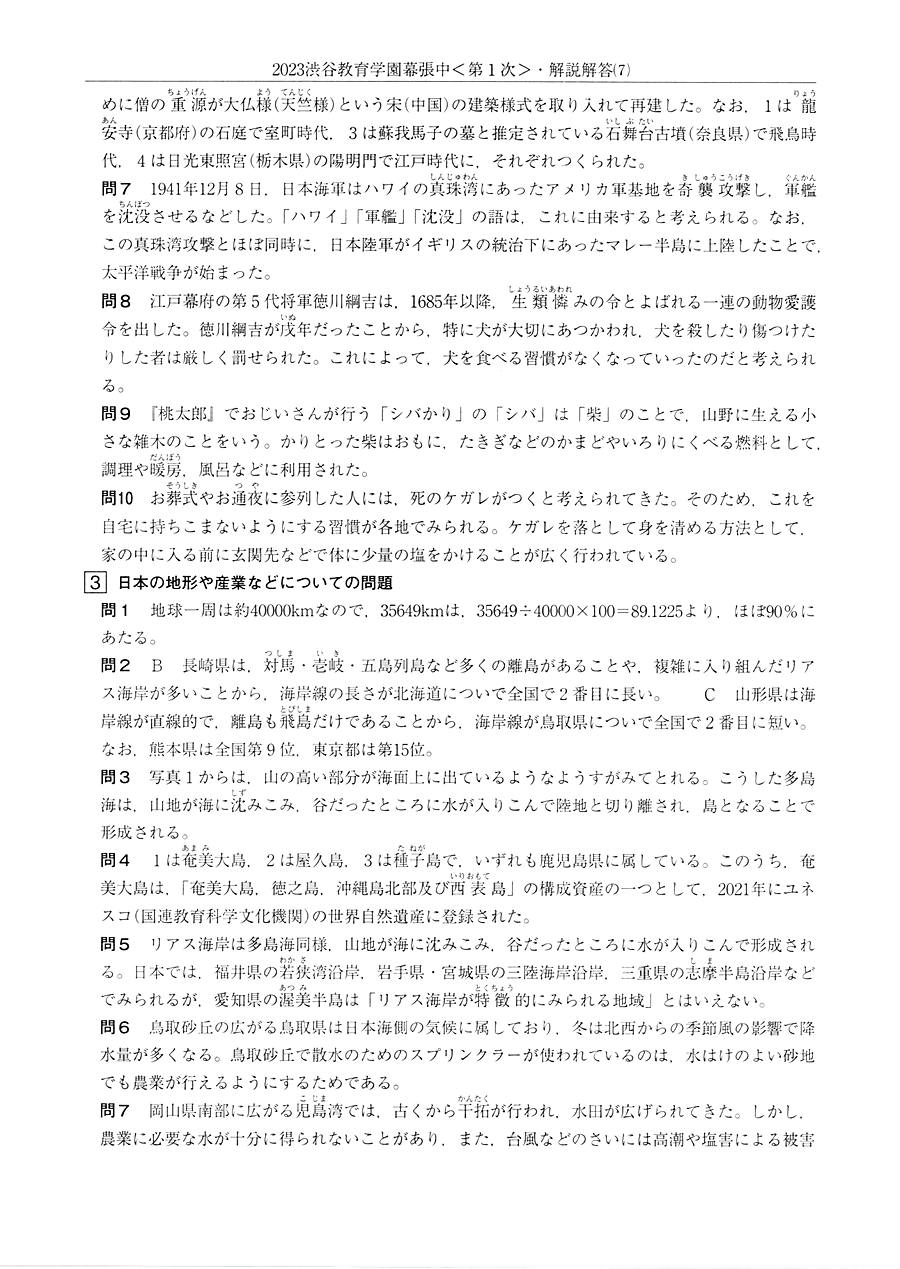 2023渋谷教育学園幕張中＜第1次＞・解説解答(7)
めに僧の重源が大仏様(天竺様)という宋(中国)の建築様式を取り入れて再建した。なお，1は龍
安寺(京都府)の石庭で室町時代，3は蘇我馬子の墓と推定されている石舞台古墳(奈良県)で飛鳥時
代，4は日光東照宮(栃木県)の陽明門で江戸時代に，それぞれつくられた。
問7　1941年12月8日，日本海軍はハワイの真珠湾にあったアメリカ軍基地を奇襲攻撃し，軍艦
を沈没させるなどした。「ハワイ」「軍艦」「沈没」の語は，これに由来すると考えられる。なお，
この真珠湾攻撃とほぼ同時に，日本陸軍がイギリスの統治下にあったマレー半島に上陸したことで，
太平洋戦争が始まった。
問8　江戸幕府の第5代将軍徳川綱吉は，1685年以降，生類憐みの令とよばれる一連の動物愛護
令を出した。徳川綱吉が戌年だったことから，特に犬が大切にあつかわれ，犬を殺したり傷つけた
りした者は厳しく罰せられた。これによって，犬を食べる習慣がなくなっていったのだと考えられ
る。
問9　『桃太郎』でおじいさんが行う「シバかり」の「シバ」は「柴」のことで，山野に生える小
さな雑木のことをいう。かりとった柴はおもに，たきぎなどのかまどやいろりにくべる燃料として，
調理や暖房，風呂などに利用された。
問10　お葬式やお通夜に参列した人には，死のケガレがつくと考えられてきた。そのため，これを
自宅に持ちこまないようにする習慣が各地でみられる。ケガレを落として身を清める方法として，
家の中に入る前に玄関先などで体に少量の塩をかけることが広く行われている。
3　日本の地形や産業などについての問題
問1　地球一周は約40000kmなので，35649kmは，35649÷40000×100＝89.1225より，ほぼ90％に
あたる。
問2　B　長崎県は，対馬・壱岐・五島列島など多くの離島があることや，複雑に入り組んだリア
ス海岸が多いことから，海岸線の長さが北海道について全国で2番目に長い。　C　山形県は海
岸線が直線的で，離島も飛島だけであることから，海岸線が鳥取県について全国で2番目に短い。
なお，熊本県は全国第9位，東京都は第15位。
問3　写真1からは，山の高い部分が海面上に出ているようなようすがみてとれる。こうした多島
海は，山地が海に沈みこみ，谷だったところに水が入りこんで陸地と切り離され，島となることで
形成される。
問4　1は奄美大島，2は屋久島，3は種子島で，いずれも鹿児島県に属している。このうち，奄
美大島は，「奄美大島，徳之島，沖縄島北部及び西表島」の構成資産の一つとして，2021年にユネ
スコ(国連教育科学文化機関)の世界自然遺産に登録された。
問5　リアス海岸は多島海同様，山地が海に沈みこみ，谷だったところに水が入りこんで形成され
る。日本では，福井県の若狭湾沿岸，岩手県・宮城県の三陸海岸沿岸，三重県の志摩半島沿岸など
でみられるが，愛知県の渥美半島は「リアス海岸が特徴的にみられる地域」とはいえない。
問6　鳥取砂丘の広がる鳥取県は日本海側の気候に属しており，冬は北西からの季節風の影響で降
水量が多くなる。鳥取砂丘で散水のためのスプリンクラーが使われているのは，水はけのよい砂地
でも農業が行えるようにするためである。
問7　岡山県南部に広がる児島湾では，古くから干拓が行われ，水田が広げられてきた。しかし，
農業に必要な水が十分に得られないことがあり，また，台風などのさいには高潮や塩害による被害